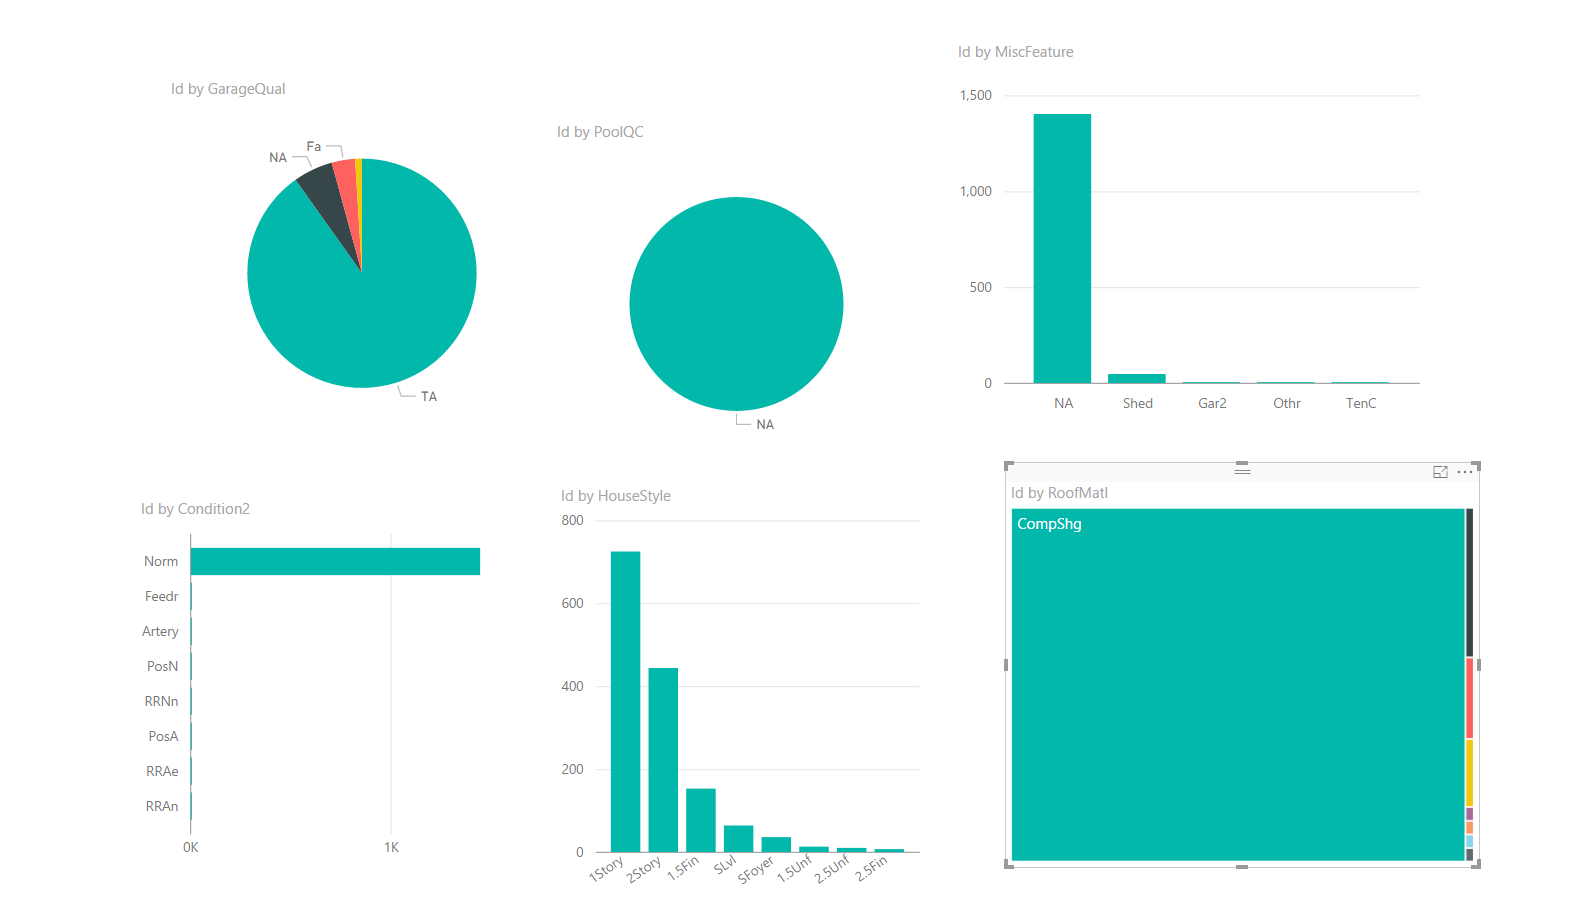 Id by GarageQual
Fa
NA
TA
Id by PoolQC
NA
Id by MiscFeature
1,500
1,000
500
0
NA Shed Gar2 Othr TenC
Id by Condition2
Norm
Feedr
Artery
PosN
RRNn
PosA
RRAe
RRAn
0K 1K
Id by HouseStyle
800
600
400
200
0
1Story 2Story 1.5Fin SLvl SFoyer 1.5Unf 2.5Unf 2.5Fin
Id by RoofMatl
CompShg